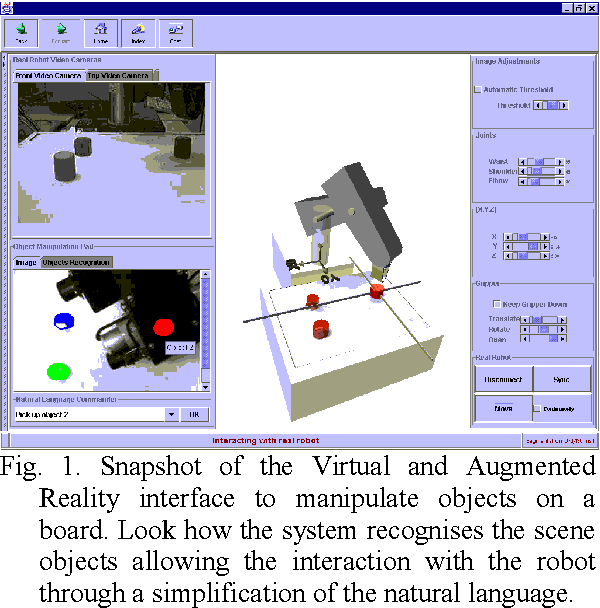 Back
Forward
Home
Index
Real Robot Video Cameras
Front Video Camera
Top Video Camera
Image Adjustments
Automatic Threshold
Threshold
Joints
Waist
Shoulder
Elbow
(X,Y,Z)
X
Y
Z
Object Manipulation Pad
Image
Objects Recognition
Object 2
Gripper
Keep Gripper Down
Translate
Rotate
Open
Real Robot
Disconnect
Sync
Move
Continuously
Natural Language Commander
Pick up object 2
OK
Interacting with real robot
Fig. 1. Snapshot of the Virtual and Augmented
Reality interface to manipulate objects on a
board. Look how the system recognises the scene
objects allowing the interaction with the robot
through a simplification of the natural language.